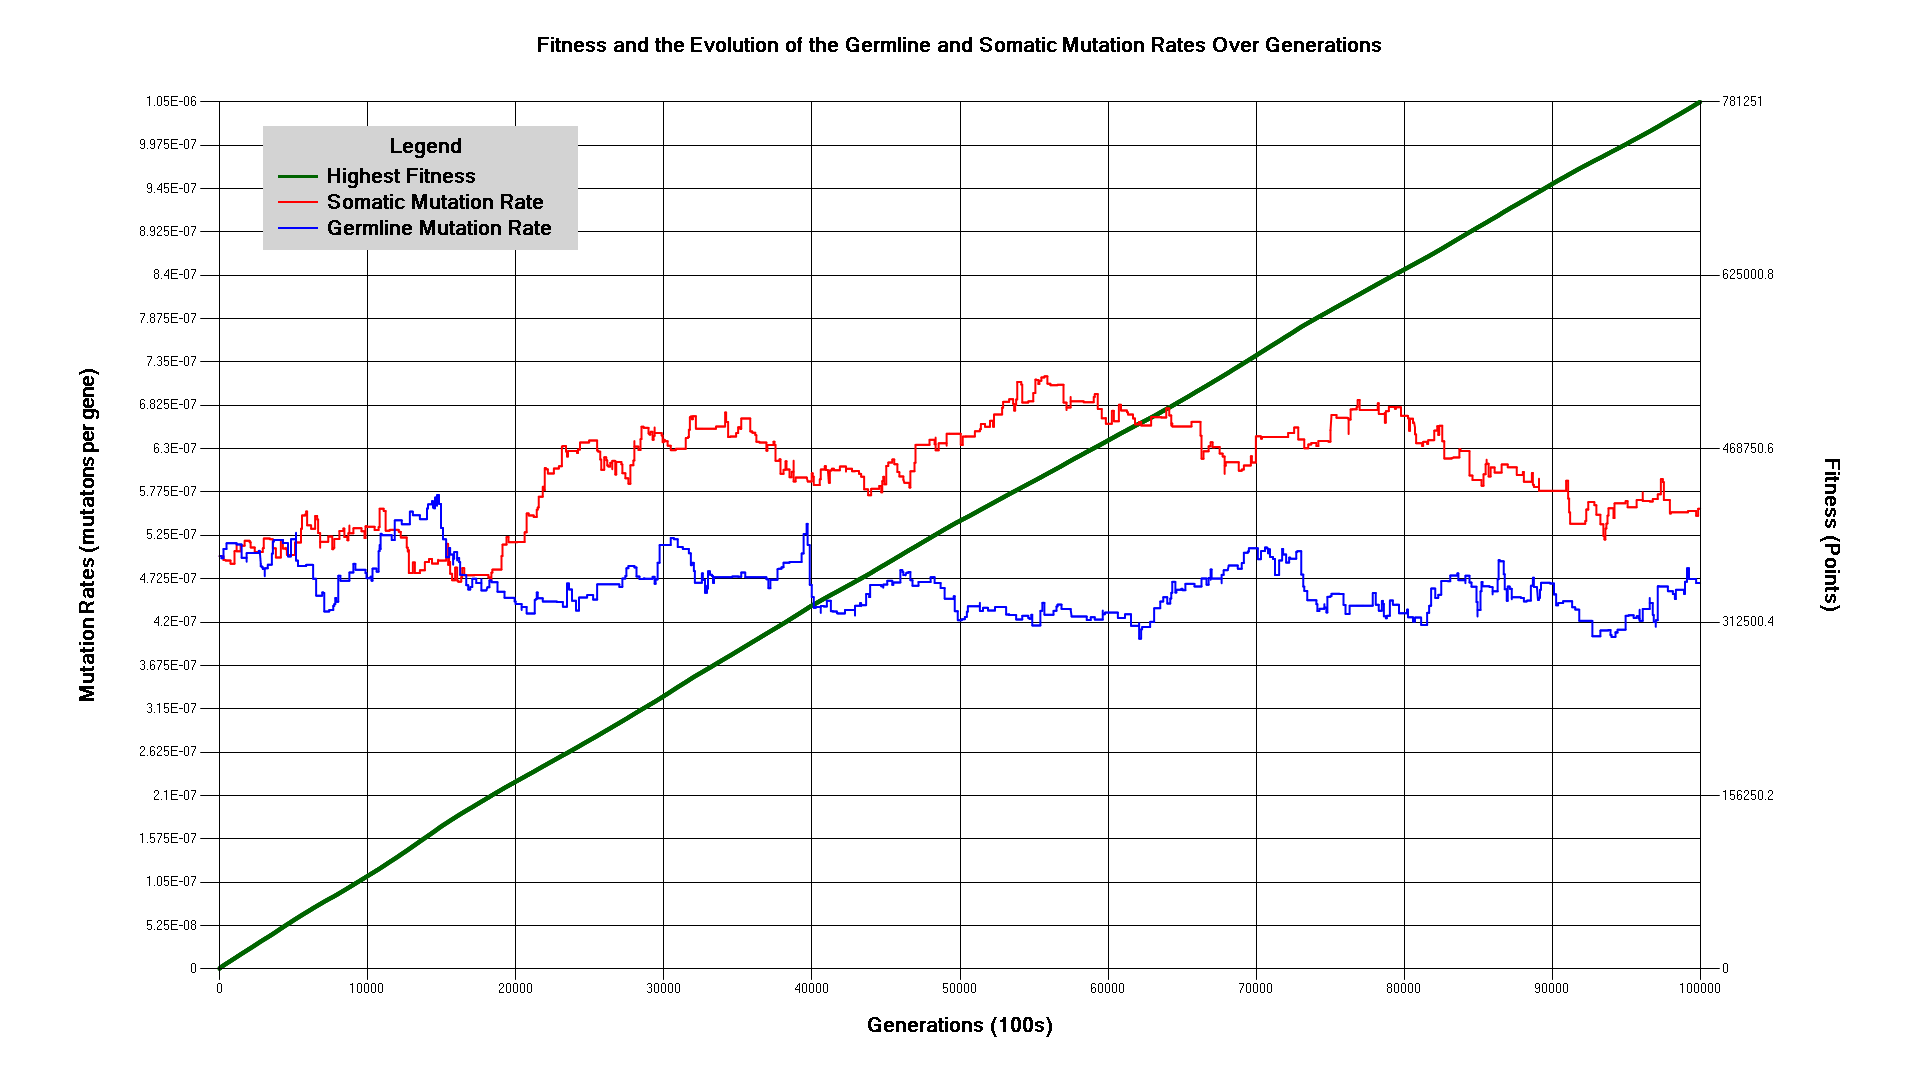 Fitness and the Evolution of the Germline and Somatic Mutation Rates Over Generations
Legend
Highest Fitness
Somatic Mutation Rate
Germline Mutation Rate
Mutation Rates (mutatons per gene)
1.05E-06
9.975E-07
9.45E-07
8.925E-07
8.4E-07
7.875E-07
7.35E-07
6.825E-07
6.3E-07
5.775E-07
5.25E-07
4.725E-07
4.2E-07
3.675E-07
3.15E-07
2.625E-07
2.1E-07
1.575E-07
1.05E-07
5.25E-08
0
781251
625000.8
468750.6
312500.4
156250.2
0
Fitness (Points)
0 10000 20000 30000 40000 50000 60000 70000 80000 90000 100000
Generations (100s)